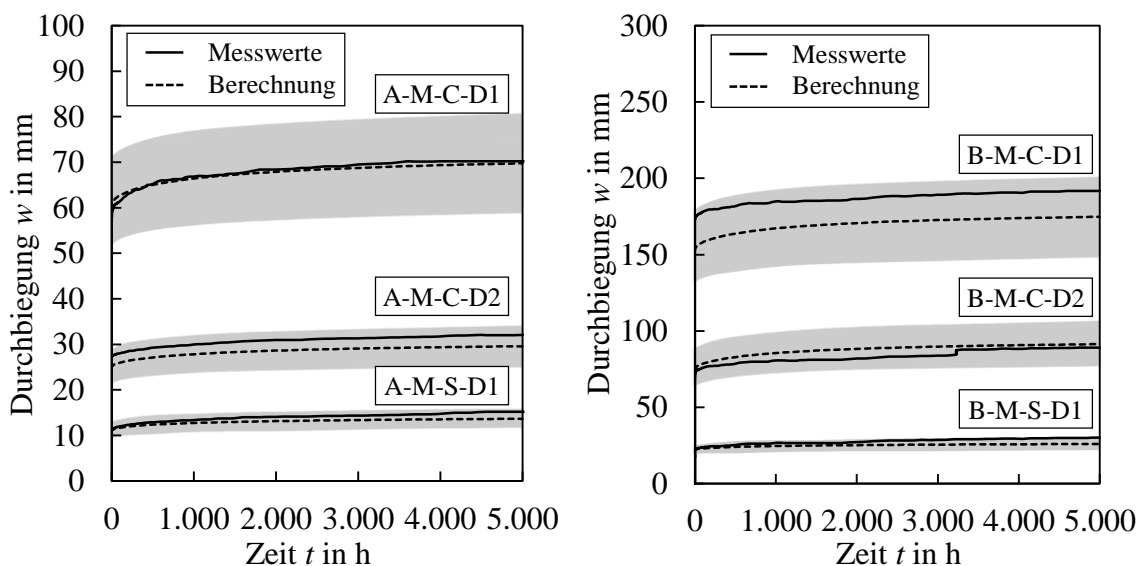 Durchbiegung w in mm
100
90
80
70
60
50
40
30
20
10
0
Messwerte
Berechnung
A-M-C-D1
A-M-C-D2
A-M-S-D1
0 1.000 2.000 3.000 4.000 5.000
Zeit t in h
Durchbiegung w in mm
300
250
200
150
100
50
0
Messwerte
Berechnung
B-M-C-D1
B-M-C-D2
B-M-S-D1
0 1.000 2.000 3.000 4.000 5.000
Zeit t in h